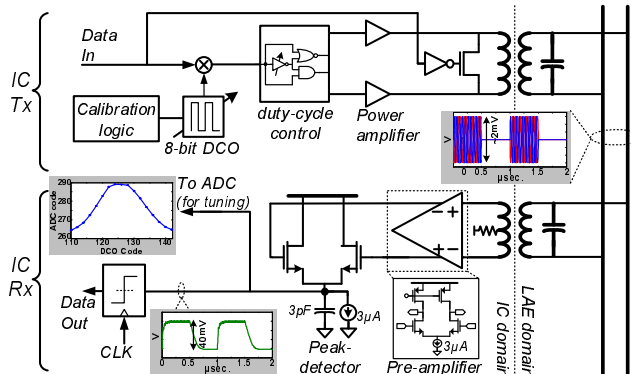 Data
In
IC
Tx
Calibration
logic
8-bit DCO
duty-cycle
control
Power
amplifier
V
~2mV
0 0.5 1 1.5 2
μsec.
ADC code
290
280
270
260
110 120 130 140
DCO Code
To ADC
(for tuning)
IC
Rx
Data
Out
CLK
V
40mV
0 0.5 1 1.5 2
μsec.
3pF
3μA
Peak-
detector
3μA
Pre-amplifier
IC domain
LAE domain